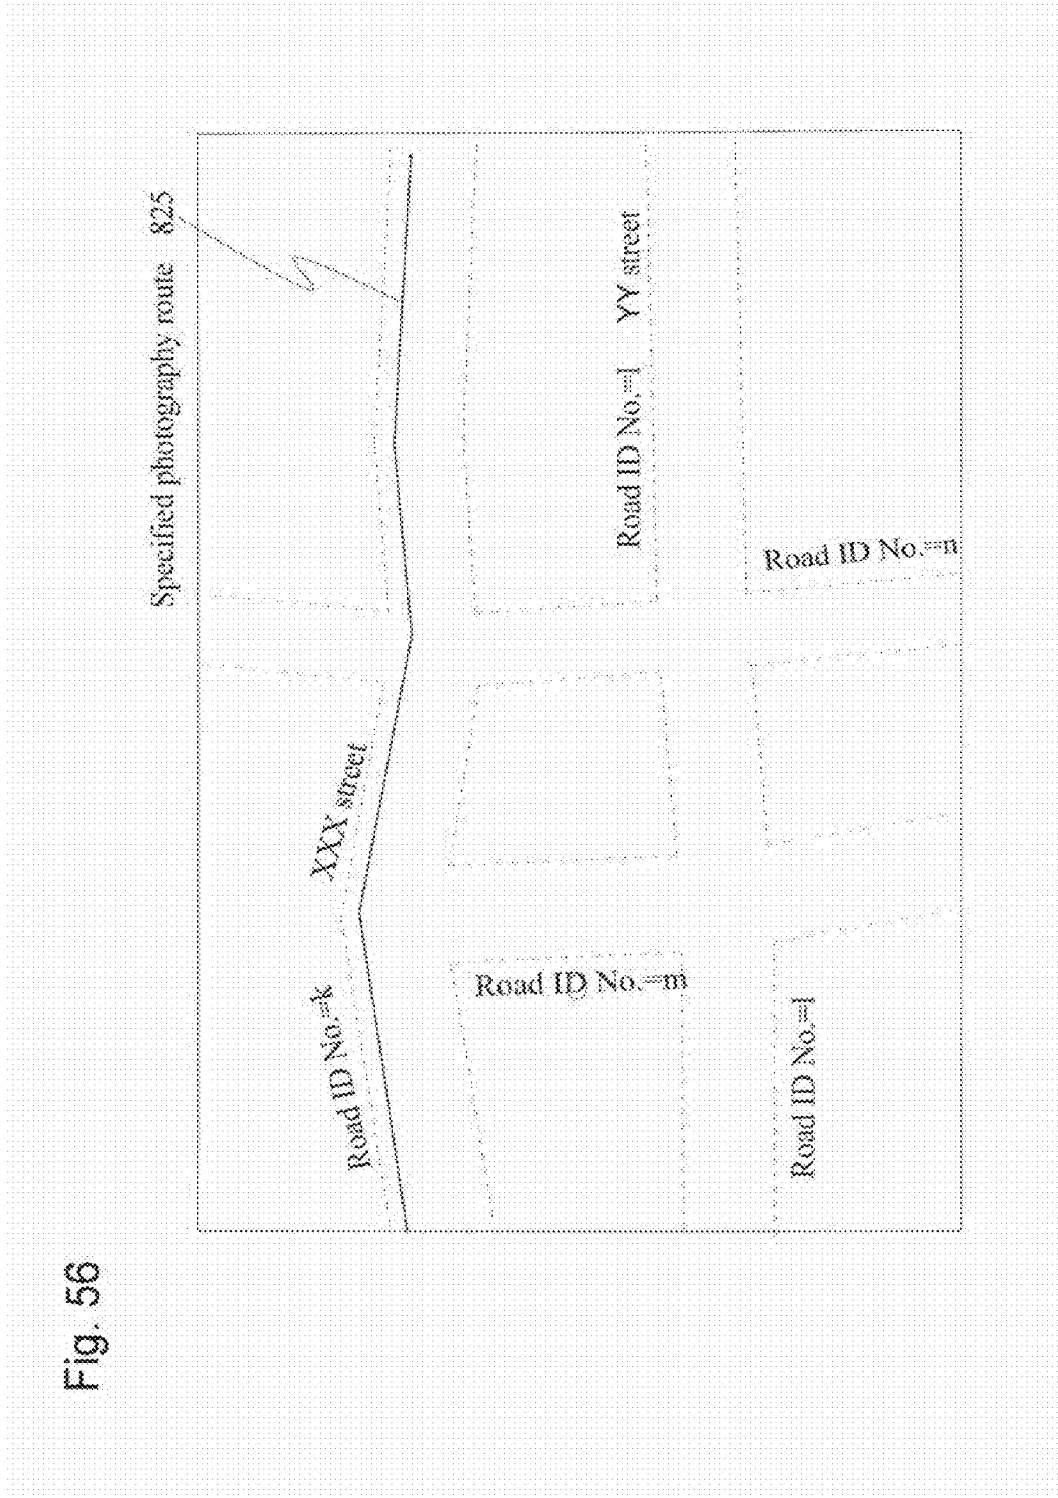 Fig. 56
Specified photography route 825
Road ID No.=k
XXX street
Road ID No.=l
YY street
Road ID No.=m
Road ID No.=n
Road ID No.=l